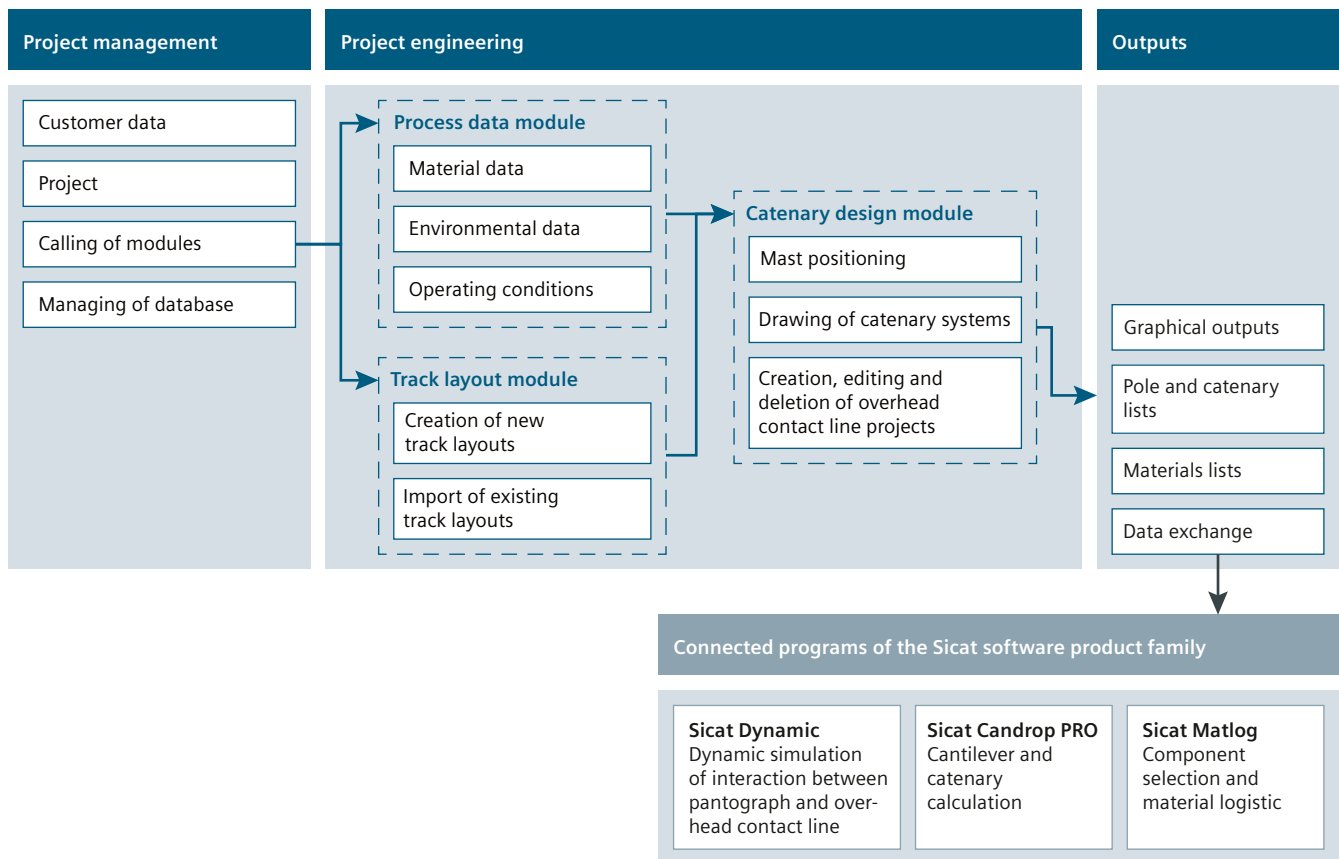 Project management
Customer data
Project
Calling of modules
Managing of database
Project engineering
Process data module
Material data
Environmental data
Operating conditions
Track layout module
Creation of new
track layouts
Import of existing
track layouts
Catenary design module
Mast positioning
Drawing of catenary systems
Creation, editing and
deletion of overhead
contact line projects
Outputs
Graphical outputs
Pole and catenary
lists
Materials lists
Data exchange
Connected programs of the Sicat software product family
Sicat Dynamic
Dynamic simulation
of interaction between
pantograph and over-
head contact line
Sicat Candrop PRO
Cantilever and
catenary
calculation
Sicat Matlog
Component
selection and
material logistic